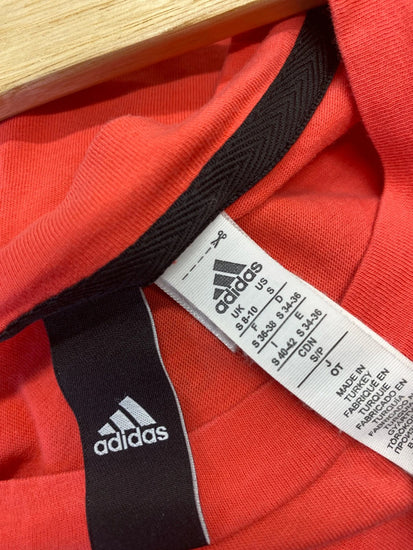 adidas
UK US
S 8-10 S
F D
S 36-38 S 34-36
I E
S 40-42 S 34-36
CDN J
S/P OT
MADE IN
TURKEY
FABRIQUE EN
TURQUIE
FABRICADO EN
adidas